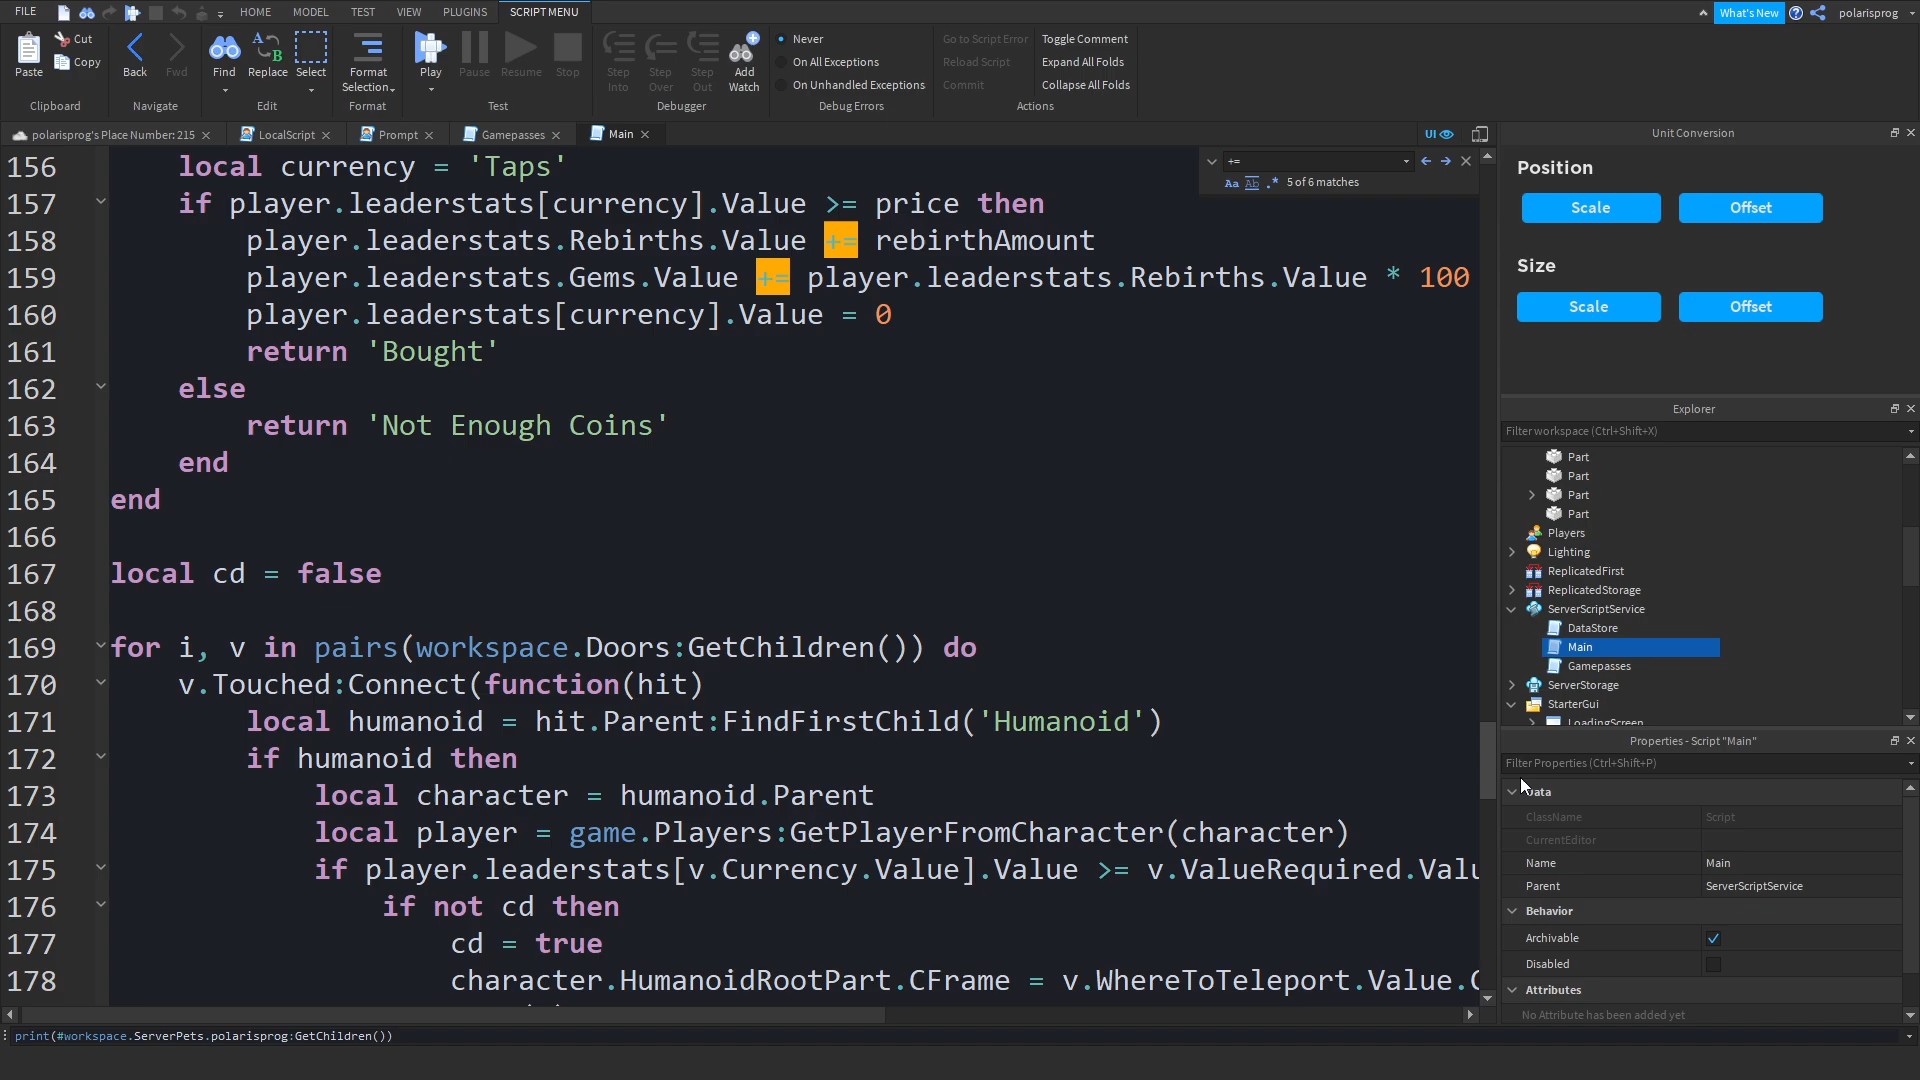 FILE HOME MODEL TEST VIEW PLUGINS SCRIPT MENU What's New polarisprog
Paste Cut Copy Back Fwd Find Replace Select Format Selection Play Pause Resume Stop Step Into Step Over Step Out Add Watch
Never
On All Exceptions
On Unhandled Exceptions
Go to Script Error
Reload Script
Commit
Toggle Comment
Expand All Folds
Collapse All Folds
Clipboard Navigate Edit Format Test Debugger Debug Errors Actions
polarisprog's Place Number: 215 LocalScript Prompt Gamepasses Main UI
+=
Aa Ab .* 5 of 6 matches
156 local currency = 'Taps'
157 if player.leaderstats[currency].Value >= price then
158 player.leaderstats.Rebirths.Value += rebirthAmount
159 player.leaderstats.Gems.Value += player.leaderstats.Rebirths.Value * 100
160 player.leaderstats[currency].Value = 0
161 return 'Bought'
162 else
163 return 'Not Enough Coins'
164 end
165 end
166
167 local cd = false
168
169 for i, v in pairs(workspace.Doors:GetChildren()) do
170 v.Touched:Connect(function(hit)
171 local humanoid = hit.Parent:FindFirstChild('Humanoid')
172 if humanoid then
173 local character = humanoid.Parent
174 local player = game.Players:GetPlayerFromCharacter(character)
175 if player.leaderstats[v.Currency.Value].Value >= v.ValueRequired.Valu
176 if not cd then
177 cd = true
178 character.HumanoidRootPart.CFrame = v.WhereToTeleport.Value.C
print(#workspace.ServerPets.polarisprog:GetChildren())
Unit Conversion
Position
Scale Offset
Size
Scale Offset
Explorer
Filter workspace (Ctrl+Shift+X)
Part
Part
Part
Part
Players
Lighting
ReplicatedFirst
ReplicatedStorage
ServerScriptService
DataStore
Main
Gamepasses
ServerStorage
StarterGui
LoadingScreen
Properties - Script "Main"
Filter Properties (Ctrl+Shift+P)
Data
ClassName Script
CurrentEditor
Name Main
Parent ServerScriptService
Behavior
Archivable
Disabled
Attributes
No Attribute has been added yet